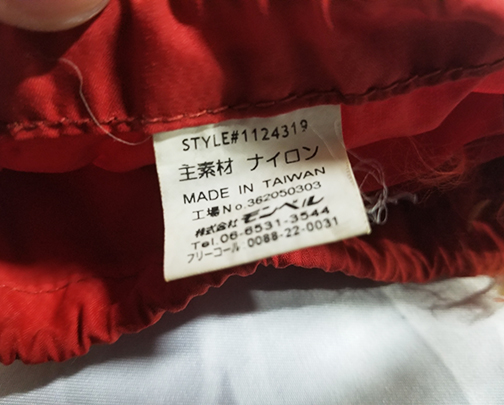 STYLE#1124319
主素材 ナイロン
MADE IN TAIWAN
工場No.362050303
株式会社モンベル
Tel.06-6531-3544
フリーコール 0088-22-0031